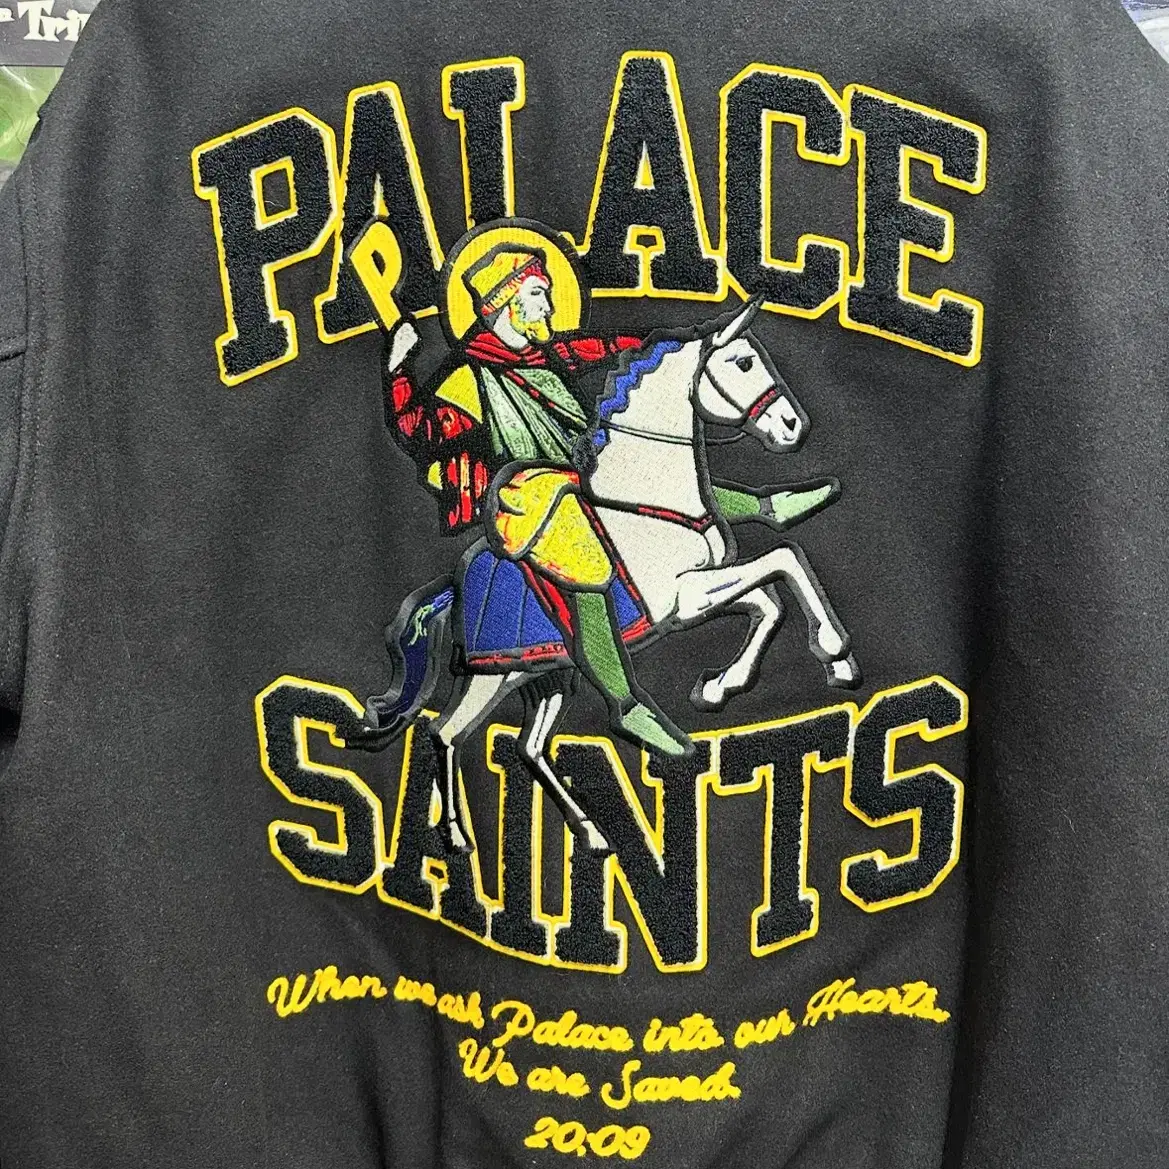 PALACE
P
SAINTS
When we ask Palace into our Hearts.
We are Saved.
20:09